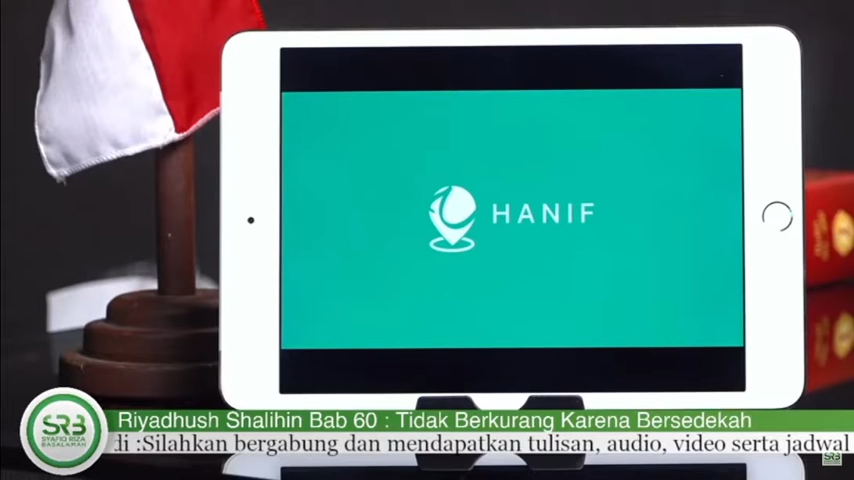 HANIF
SRB
SYAFIQ RIZA
BASALAMAH
Riyadhush Shalihin Bab 60 : Tidak Berkurang Karena Bersedekah
di :Silahkan bergabung dan mendapatkan tulisan, audio, video serta jadwal
SRB